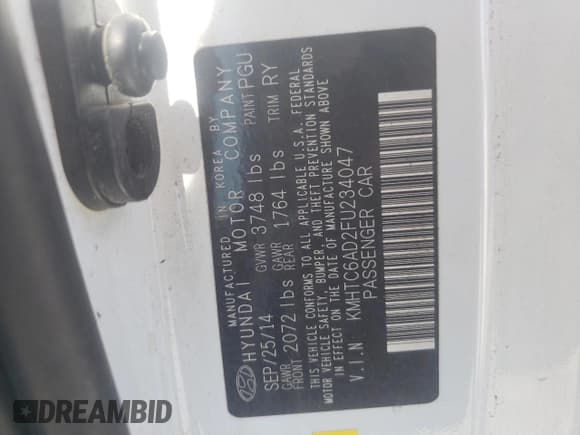 MANUFACTURED IN KOREA BY
HYUNDAI MOTOR COMPANY
SEP/25/14 GVWR 3748 lbs PAINT PGU
GAWR FRONT 2072 lbs GAWR REAR 1764 lbs TRIM RY
THIS VEHICLE CONFORMS TO ALL APPLICABLE U.S.A. FEDERAL
MOTOR VEHICLE SAFETY, BUMPER, AND THEFT PREVENTION STANDARDS
IN EFFECT ON THE DATE OF MANUFACTURE SHOWN ABOVE
V.I.N KMHTC6AD2FU234047
PASSENGER CAR
DREAMBID